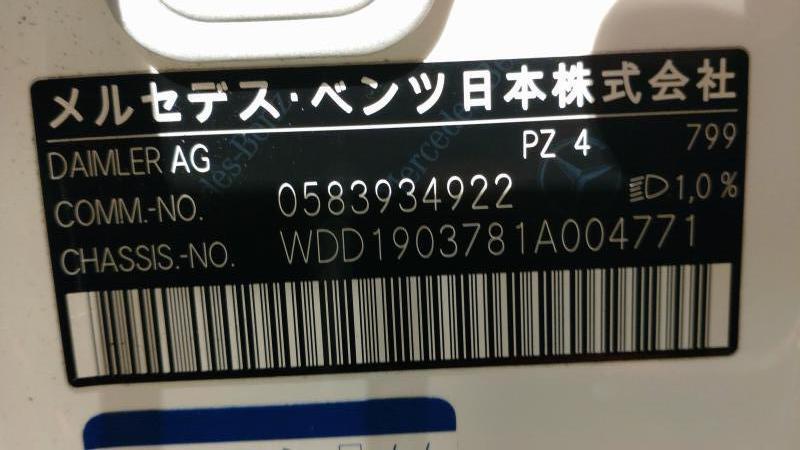 メルセデス・ベンツ日本株式会社
DAIMLER AG PZ 4 799
COMM.-NO. 0583934922 1,0 %
CHASSIS.-NO. WDD1903781A004771